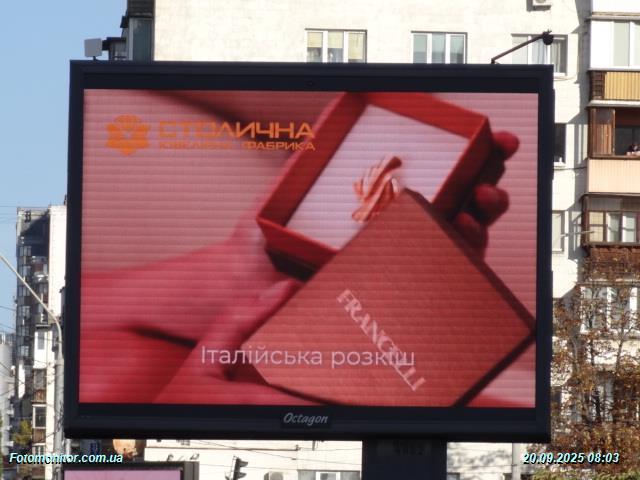 СТОЛИЧНА
ЮВЕЛІРНА ФАБРИКА
FRANCELLI
Італійська розкіш
Octagon
Fotomonitor.com.ua
20.09.2025 08:03